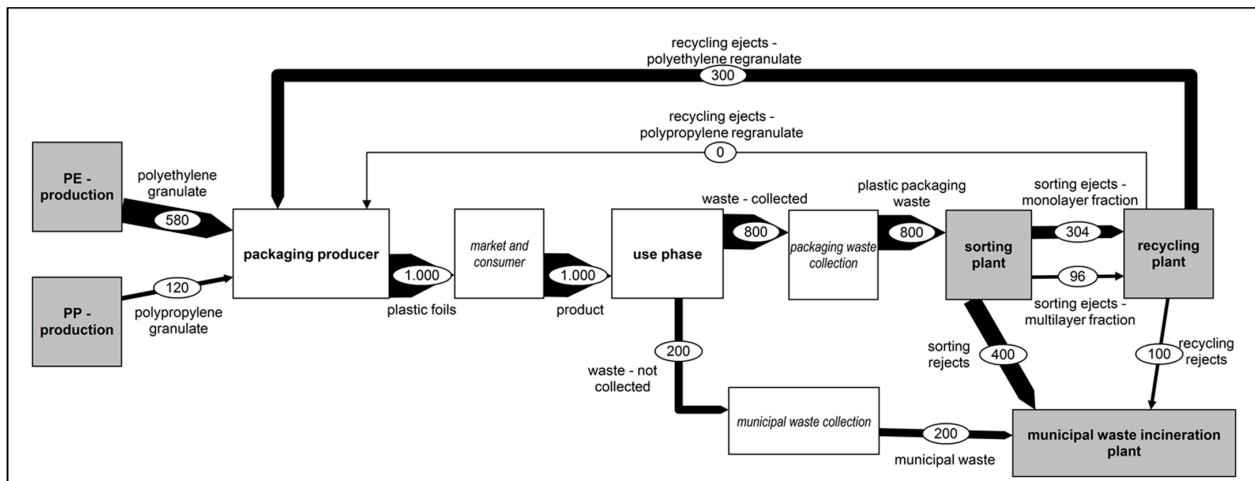 recycling ejects -
polyethylene regranulate
300
recycling ejects -
polypropylene regranulate
0
PE -
production
polyethylene
granulate
580
packaging producer
PP -
production
120
polypropylene
granulate
1.000
plastic foils
market and
consumer
1.000
product
use phase
waste - collected
800
packaging waste
collection
plastic packaging
waste
800
sorting
plant
sorting ejects -
monolayer fraction
304
96
sorting ejects -
multilayer fraction
recycling
plant
200
waste - not
collected
municipal waste collection
200
municipal waste
sorting
rejects
400
100
recycling
rejects
municipal waste incineration
plant